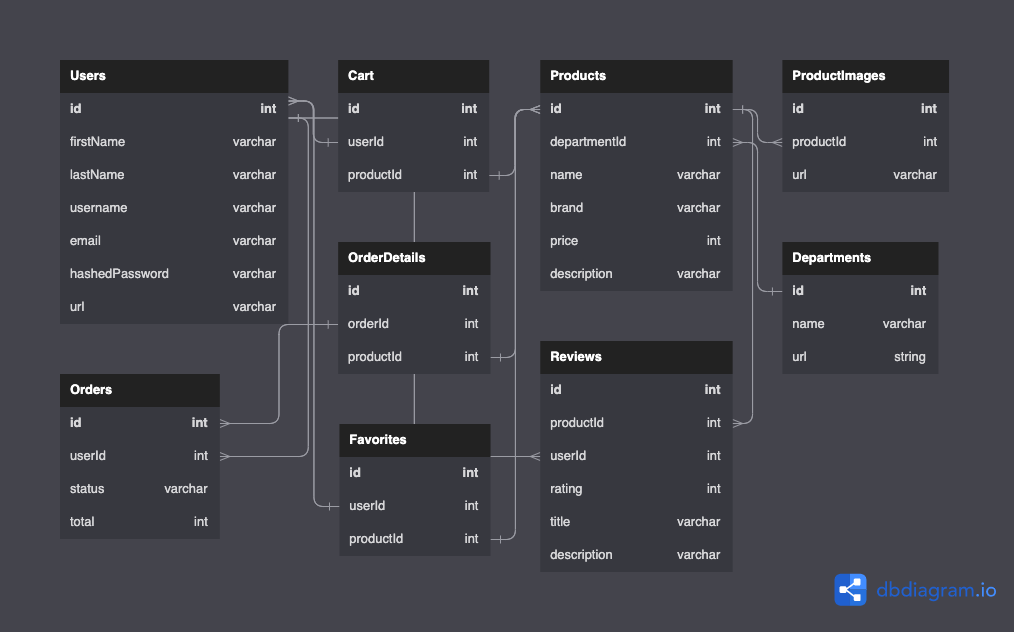 Users
id int
firstName varchar
lastName varchar
username varchar
email varchar
hashedPassword varchar
url varchar
Cart
id int
userId int
productId int
Products
id int
departmentId int
name varchar
brand varchar
price int
description varchar
ProductImages
id int
productId int
url varchar
OrderDetails
id int
orderId int
productId int
Departments
id int
name varchar
url string
Orders
id int
userId int
status varchar
total int
Favorites
id int
userId int
productId int
Reviews
id int
productId int
userId int
rating int
title varchar
description varchar
dbdiagram.io